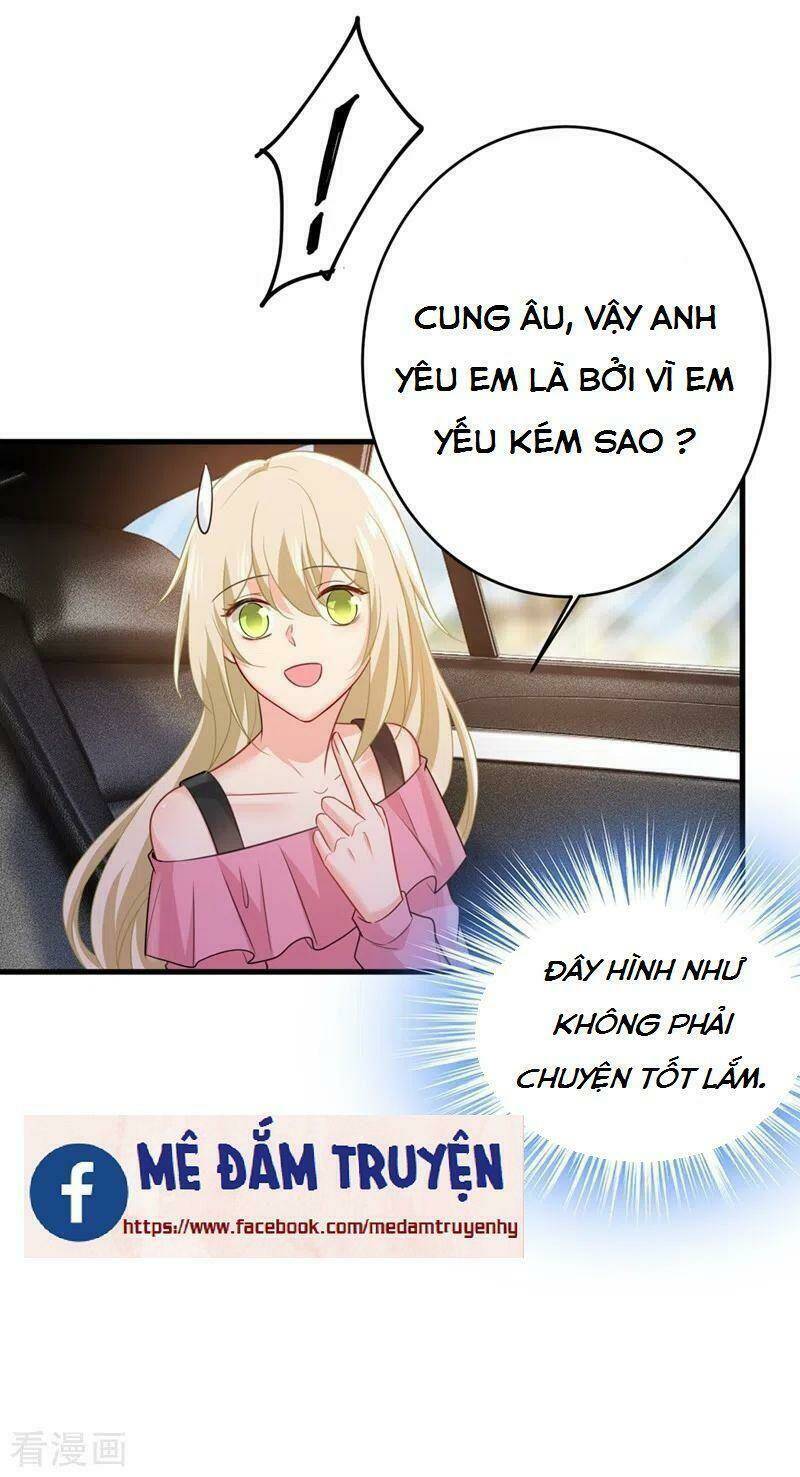 !
CUNG ÂU, VẬY ANH
YÊU EM LÀ BỞI VÌ EM
YẾU KÉM SAO ?
ĐÂY HÌNH NHƯ
KHÔNG PHẢI
CHUYỆN TỐT LẮM.
f MÊ ĐẮM TRUYỆN
https://www.facebook.com/medamtruyenhy
看漫画